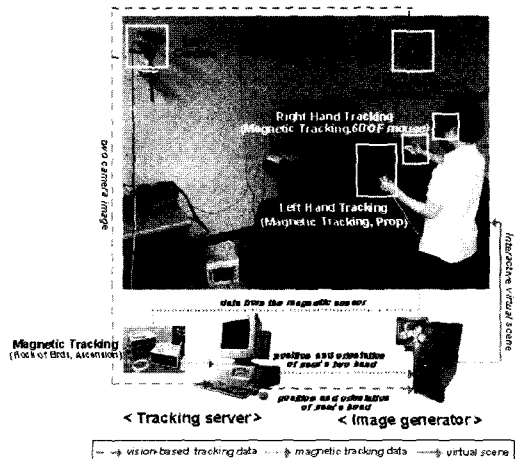 two camera image
Right Hand Tracking
(Magnetic Tracking, 6DOF mouse)
Left Hand Tracking
(Magnetic Tracking, Prop)
Interactive virtual scene
data from the magnetic sensor
Magnetic Tracking
(Flock of Birds, Ascension)
position and orientation
of user's two hand
position and orientation
of user's head
< Tracking server >
< Image generator >
vision-based tracking data
magnetic tracking data
virtual scene